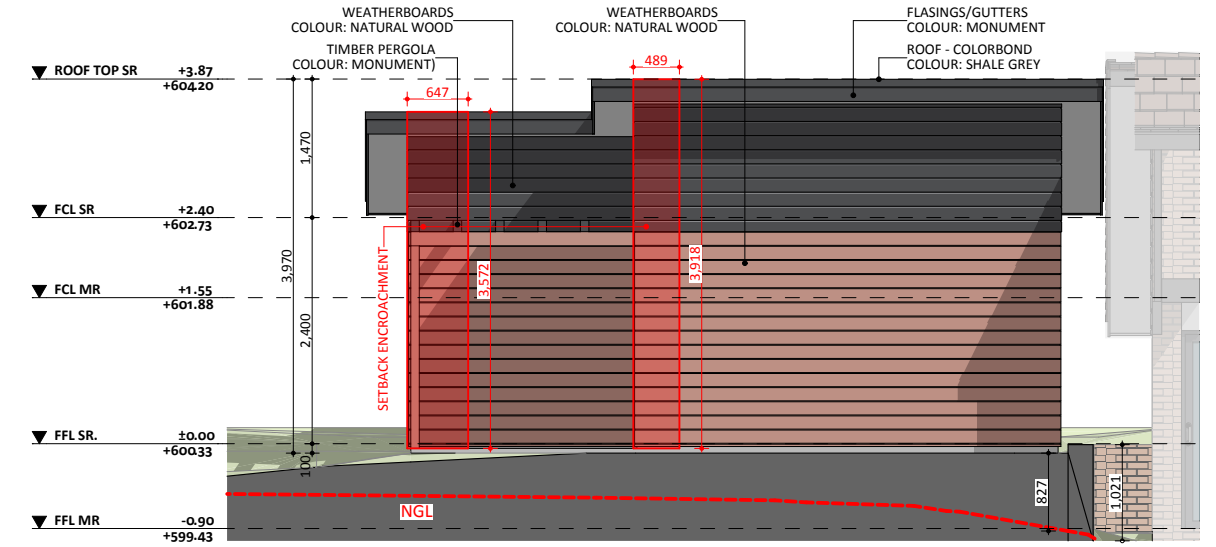 WEATHERBOARDS
COLOUR: NATURAL WOOD
WEATHERBOARDS
COLOUR: NATURAL WOOD
FLASINGS/GUTTERS
COLOUR: MONUMENT
TIMBER PERGOLA
COLOUR: MONUMENT)
ROOF - COLORBOND
COLOUR: SHALE GREY
ROOF TOP SR +3.87
+604.20
489
647
1,470
FCL SR +2.40
+602.73
SETBACK ENCROACHMENT
3,970
3,572
3,918
FCL MR +1.55
+601.88
2,400
FFL SR. ±0.00
+600.33
100
827
1,021
NGL
FFL MR -0.90
+599.43